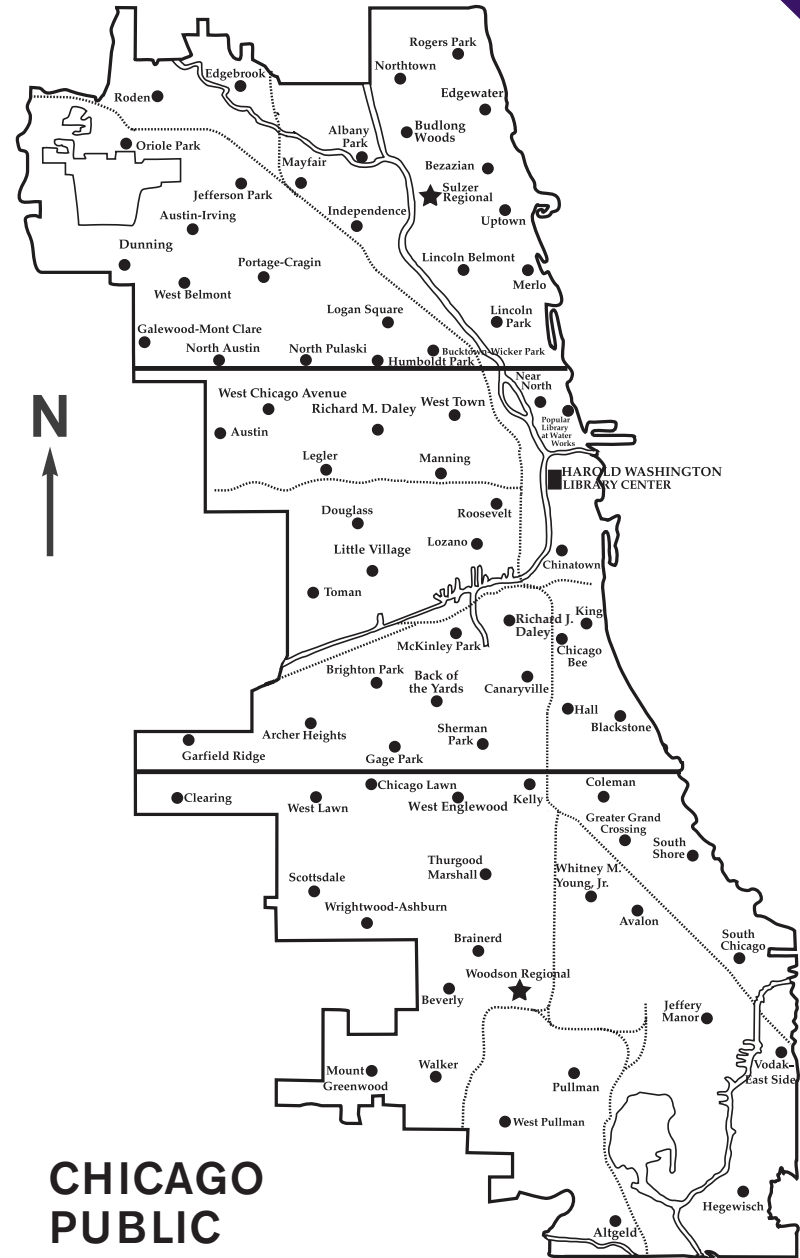 Rogers Park
Northtown
Edgebrook
Edgewater
Roden
Albany
Park
Budlong
Woods
Oriole Park
Mayfair
Bezazian
Jefferson Park
Sulzer
Regional
Austin-Irving
Independence
Uptown
Dunning
Portage-Cragin
Lincoln Belmont
West Belmont
Merlo
Logan Square
Lincoln
Park
Galewood-Mont Clare
North Austin
North Pulaski
Bucktown-Wicker Park
Humboldt Park
Near
North
West Chicago Avenue
Richard M. Daley
West Town
N
Austin
Popular
Library
at Water
Works
Legler
Manning
HAROLD WASHINGTON
LIBRARY CENTER
Douglass
Roosevelt
Little Village
Lozano
Chinatown
Toman
King
Richard J.
Daley
McKinley Park
Chicago
Bee
Brighton Park
Back of
the Yards
Canaryville
Hall
Blackstone
Archer Heights
Sherman
Park
Garfield Ridge
Gage Park
Chicago Lawn
Coleman
Clearing
West Lawn
West Englewood
Kelly
Greater Grand
Crossing
South
Shore
Thurgood
Marshall
Whitney M.
Young, Jr.
Scottsdale
Wrightwood-Ashburn
Avalon
Brainerd
South
Chicago
Woodson Regional
Beverly
Jeffery
Manor
Mount
Greenwood
Walker
Pullman
Vodak-
East Side
West Pullman
Hegewisch
Altgeld
CHICAGO
PUBLIC